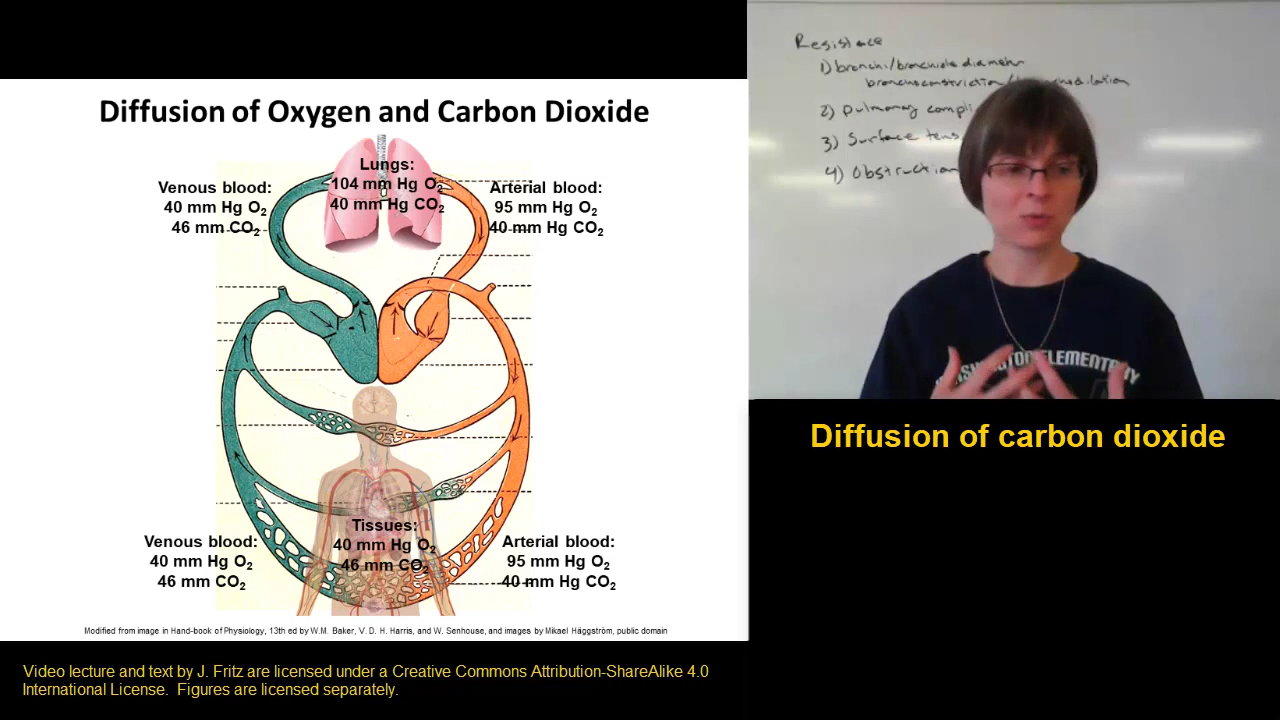 Diffusion of Oxygen and Carbon Dioxide
Lungs:
104 mm Hg O₂
40 mm Hg CO₂
Venous blood:
40 mm Hg O₂
46 mm CO₂
Arterial blood:
95 mm Hg O₂
40 mm Hg CO₂
Tissues:
40 mm Hg O₂
46 mm CO₂
Venous blood:
40 mm Hg O₂
46 mm CO₂
Arterial blood:
95 mm Hg O₂
40 mm Hg CO₂
Modified from image in Hand-book of Physiology, 13th ed by W.M. Baker, V. D. H. Harris, and W. Senhouse, and images by Mikael Häggström, public domain
Resistance
1) bronchi/bronchiole diameter
bronchoconstriction/
2) Pulmonary compli
3) Surface tens
4) Obstruction
ELEMENTARY
Diffusion of carbon dioxide
Video lecture and text by J. Fritz are licensed under a Creative Commons Attribution-ShareAlike 4.0
International License. Figures are licensed separately.